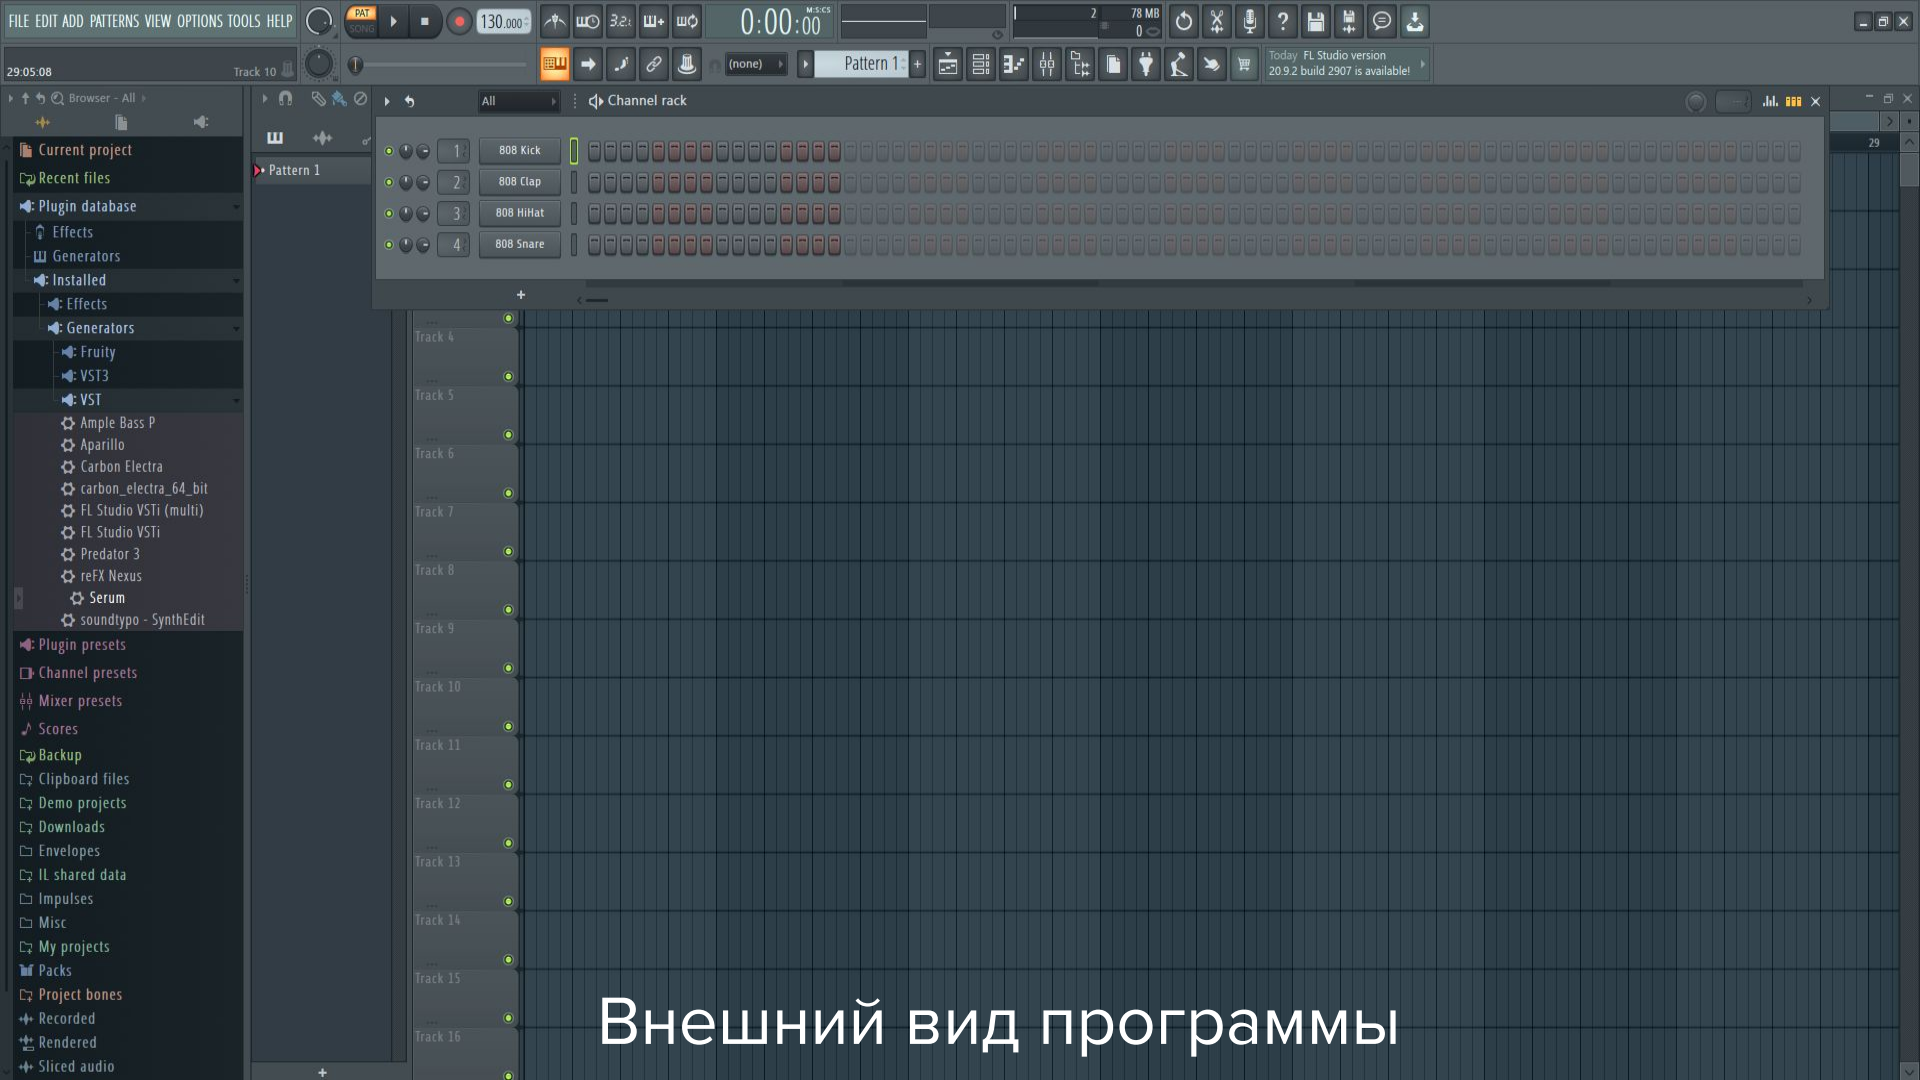 FILE EDIT ADD PATTERNS VIEW OPTIONS TOOLS HELP
PAT
SONG
130.000
3.2.
M:S:CS
0:00:00
2
78 MB
0
29:05:08
Track 10
(none)
Pattern 1
Today FL Studio version
20.9.2 build 2907 is available!
Browser - All
Current project
Recent files
Plugin database
Effects
Generators
Installed
Effects
Generators
Fruity
VST3
VST
Ample Bass P
Aparillo
Carbon Electra
carbon_electra_64_bit
FL Studio VSTi (multi)
FL Studio VSTi
Predator 3
reFX Nexus
Serum
soundtypo - SynthEdit
Plugin presets
Channel presets
Mixer presets
Scores
Backup
Clipboard files
Demo projects
Downloads
Envelopes
IL shared data
Impulses
Misc
My projects
Packs
Project bones
Recorded
Rendered
Sliced audio
Pattern 1
All
Channel rack
1 808 Kick
2 808 Clap
3 808 HiHat
4 808 Snare
29
Track 4
Track 5
Track 6
Track 7
Track 8
Track 9
Track 10
Track 11
Track 12
Track 13
Track 14
Track 15
Track 16
Внешний вид программы